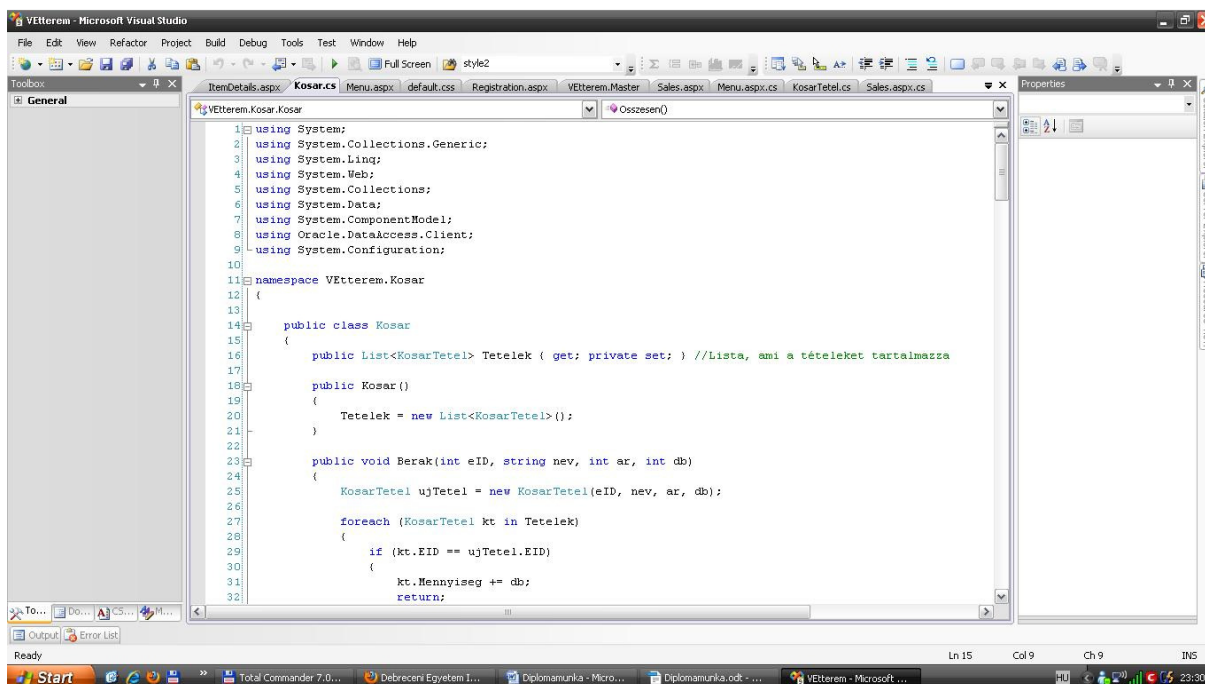 VEtterem - Microsoft Visual Studio
File Edit View Refactor Project Build Debug Tools Test Window Help
Full Screen style2
Toolbox
General
ItemDetails.aspx Kosar.cs Menu.aspx default.css Registration.aspx VEtterem.Master Sales.aspx Menu.aspx.cs KosarTetel.cs Sales.aspx.cs
Properties
VEtterem.Kosar.Kosar Osszesen()
1 using System;
2 using System.Collections.Generic;
3 using System.Linq;
4 using System.Web;
5 using System.Collections;
6 using System.Data;
7 using System.ComponentModel;
8 using Oracle.DataAccess.Client;
9 using System.Configuration;
10
11 namespace VEtterem.Kosar
12 {
13
14 public class Kosar
15 {
16 public List<KosarTetel> Tetelek { get; private set; } //Lista, ami a tételeket tartalmazza
17
18 public Kosar()
19 {
20 Tetelek = new List<KosarTetel>();
21 }
22
23 public void Berak(int eID, string nev, int ar, int db)
24 {
25 KosarTetel ujTetel = new KosarTetel(eID, nev, ar, db);
26
27 foreach (KosarTetel kt in Tetelek)
28 {
29 if (kt.EID == ujTetel.EID)
30 {
31 kt.Mennyiseg += db;
32 return;
To... Do... CS... M...
Output Error List
Ready Ln 15 Col 9 Ch 9 INS
Start Total Commander 7.0... Debreceni Egyetem I... Diplomamunka - Micro... Diplomamunka.odt - ... VEtterem - Microsoft ... HU 23:30